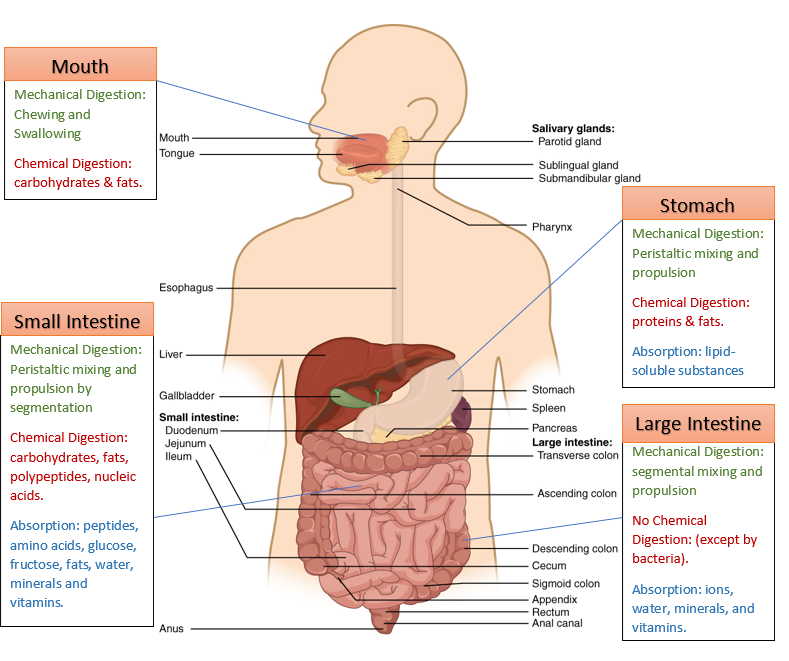 Mouth
Mechanical Digestion:
Chewing and
Swallowing
Chemical Digestion:
carbohydrates & fats.
Small Intestine
Mechanical Digestion:
Peristaltic mixing and
propulsion by
segmentation
Chemical Digestion:
carbohydrates, fats,
polypeptides, nucleic
acids.
Absorption: peptides,
amino acids, glucose,
fructose, fats, water,
minerals and
vitamins.
Mouth
Tongue
Esophagus
Liver
Gallbladder
Small intestine:
Duodenum
Jejunum
Ileum
Anus
Salivary glands:
Parotid gland
Sublingual gland
Submandibular gland
Pharynx
Stomach
Spleen
Pancreas
Large intestine:
Transverse colon
Ascending colon
Descending colon
Cecum
Sigmoid colon
Appendix
Rectum
Anal canal
Stomach
Mechanical Digestion:
Peristaltic mixing and
propulsion
Chemical Digestion:
proteins & fats.
Absorption: lipid-
soluble substances
Large Intestine
Mechanical Digestion:
segmental mixing and
propulsion
No Chemical
Digestion: (except by
bacteria).
Absorption: ions,
water, minerals, and
vitamins.